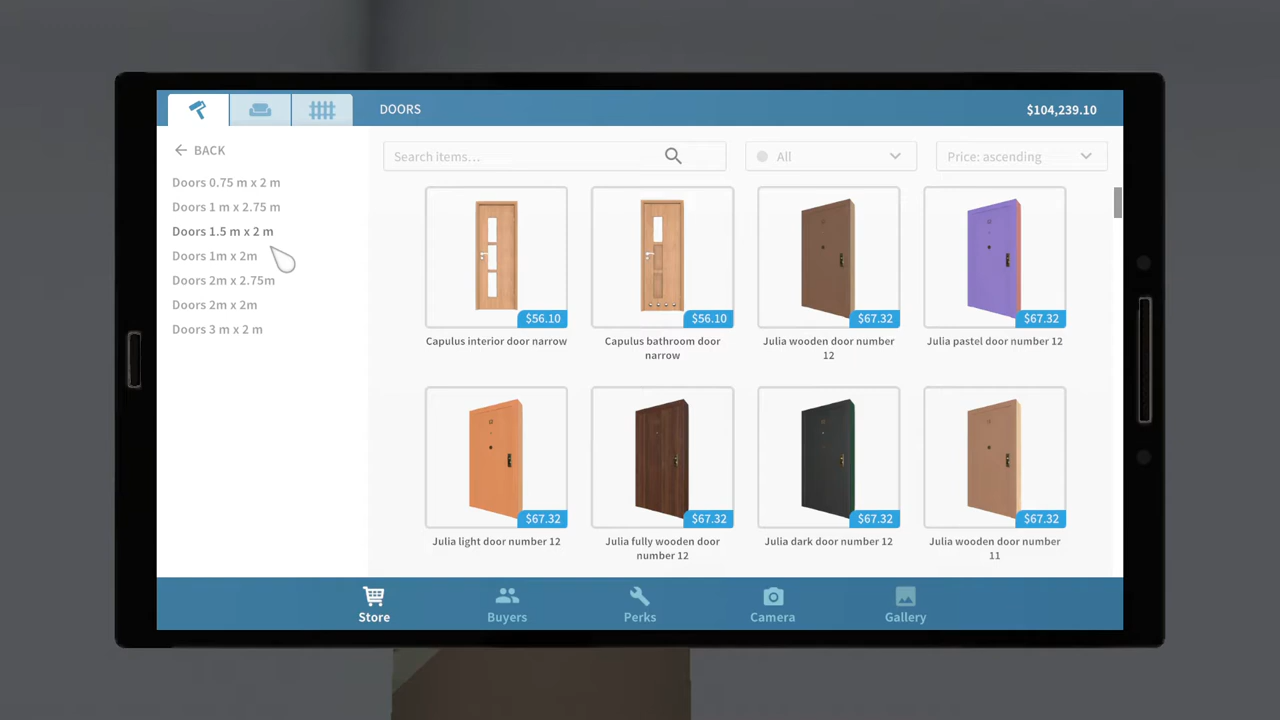 DOORS
$104,239.10
BACK
Search items...
All
Price: ascending
Doors 0.75 m x 2 m
Doors 1 m x 2.75 m
Doors 1.5 m x 2 m
Doors 1m x 2m
Doors 2m x 2.75m
Doors 2m x 2m
Doors 3 m x 2 m
$56.10
$56.10
$67.32
$67.32
Capulus interior door narrow
Capulus bathroom door
narrow
Julia wooden door number
12
Julia pastel door number 12
$67.32
$67.32
$67.32
$67.32
Julia light door number 12
Julia fully wooden door
number 12
Julia dark door number 12
Julia wooden door number
11
Store
Buyers
Perks
Camera
Gallery